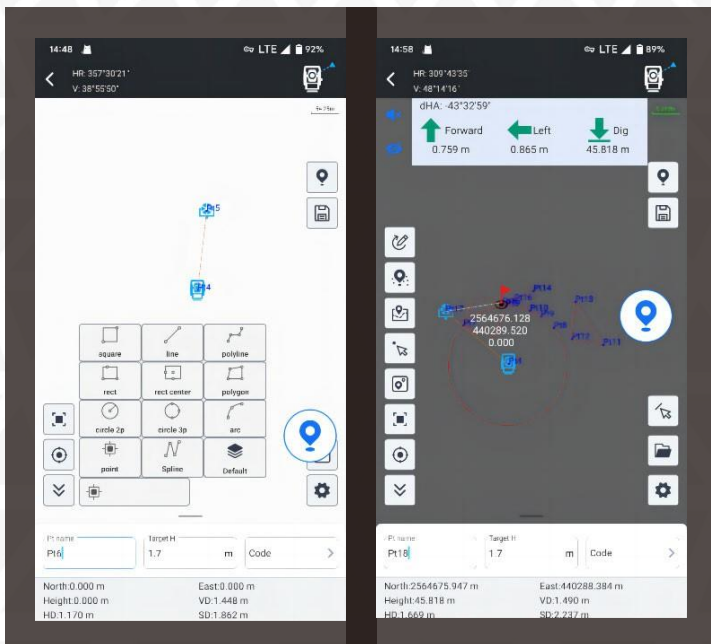 14:48
LTE 92%
HR: 357°30'21"
V: 38°55'50"
Pt5
Pt4
square
line
polyline
rect
rect center
polygon
circle 2p
circle 3p
arc
point
Spline
Default
Pt name
Pt6
Target H
1.7 m
Code
North:0.000 m
East:0.000 m
Height:0.000 m
VD:1.448 m
HD:1.170 m
SD:1.862 m
14:58
LTE 89%
HR: 309°43'35"
V: 48°14'16"
dHA: -43°32'59"
Forward
Left
Dig
0.759 m
0.865 m
45.818 m
Pt14
Pt16
Pt13
Pt10
Pt11
2564676.128
440289.520
0.000
Pt name
Pt18
Target H
1.7 m
Code
North:2564675.947 m
East:440288.384 m
Height:45.818 m
VD:1.490 m
HD:1.669 m
SD:2.237 m